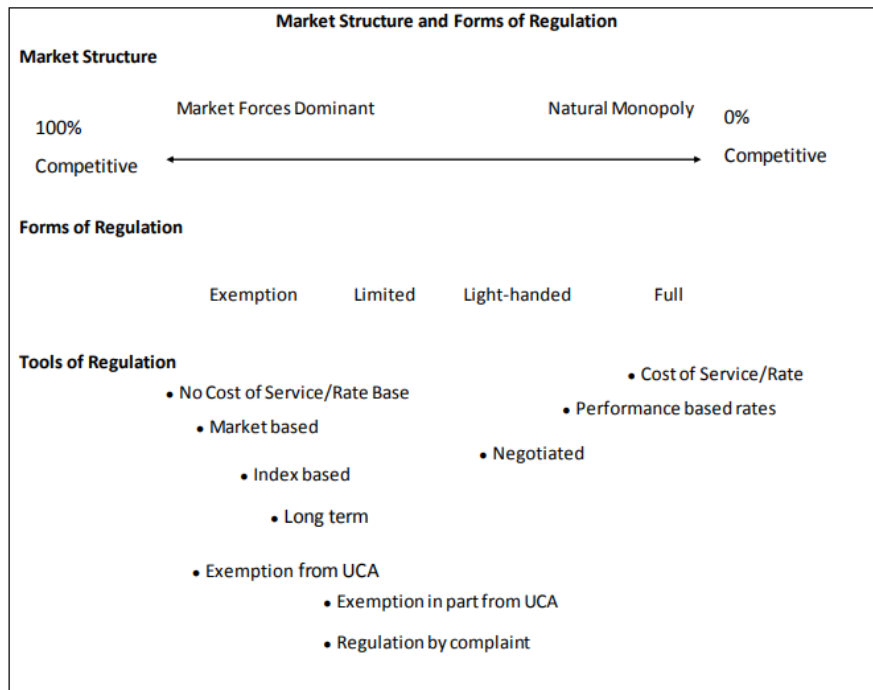 Market Structure and Forms of Regulation
Market Structure
Market Forces Dominant
Natural Monopoly
100%
Competitive
0%
Competitive
Forms of Regulation
Exemption Limited Light-handed Full
Tools of Regulation
• Cost of Service/Rate
• No Cost of Service/Rate Base
• Performance based rates
• Market based
• Negotiated
• Index based
• Long term
• Exemption from UCA
• Exemption in part from UCA
• Regulation by complaint